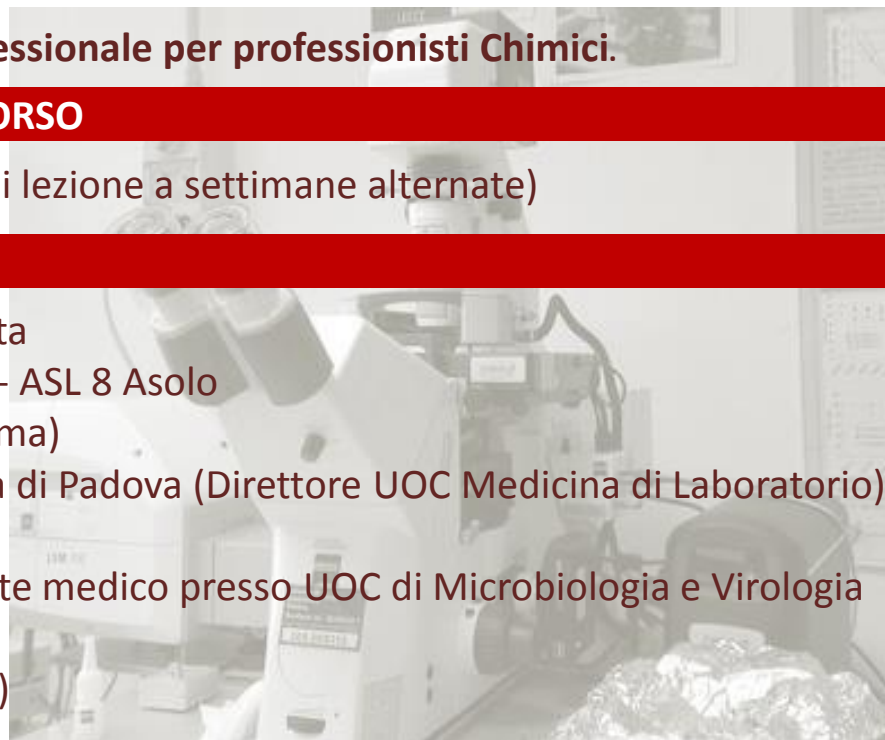 essionale per professionisti Chimici.
ORSO
i lezione a settimane alternate)
ta
- ASL 8 Asolo
ma)
a di Padova (Direttore UOC Medicina di Laboratorio)
te medico presso UOC di Microbiologia e Virologia
)